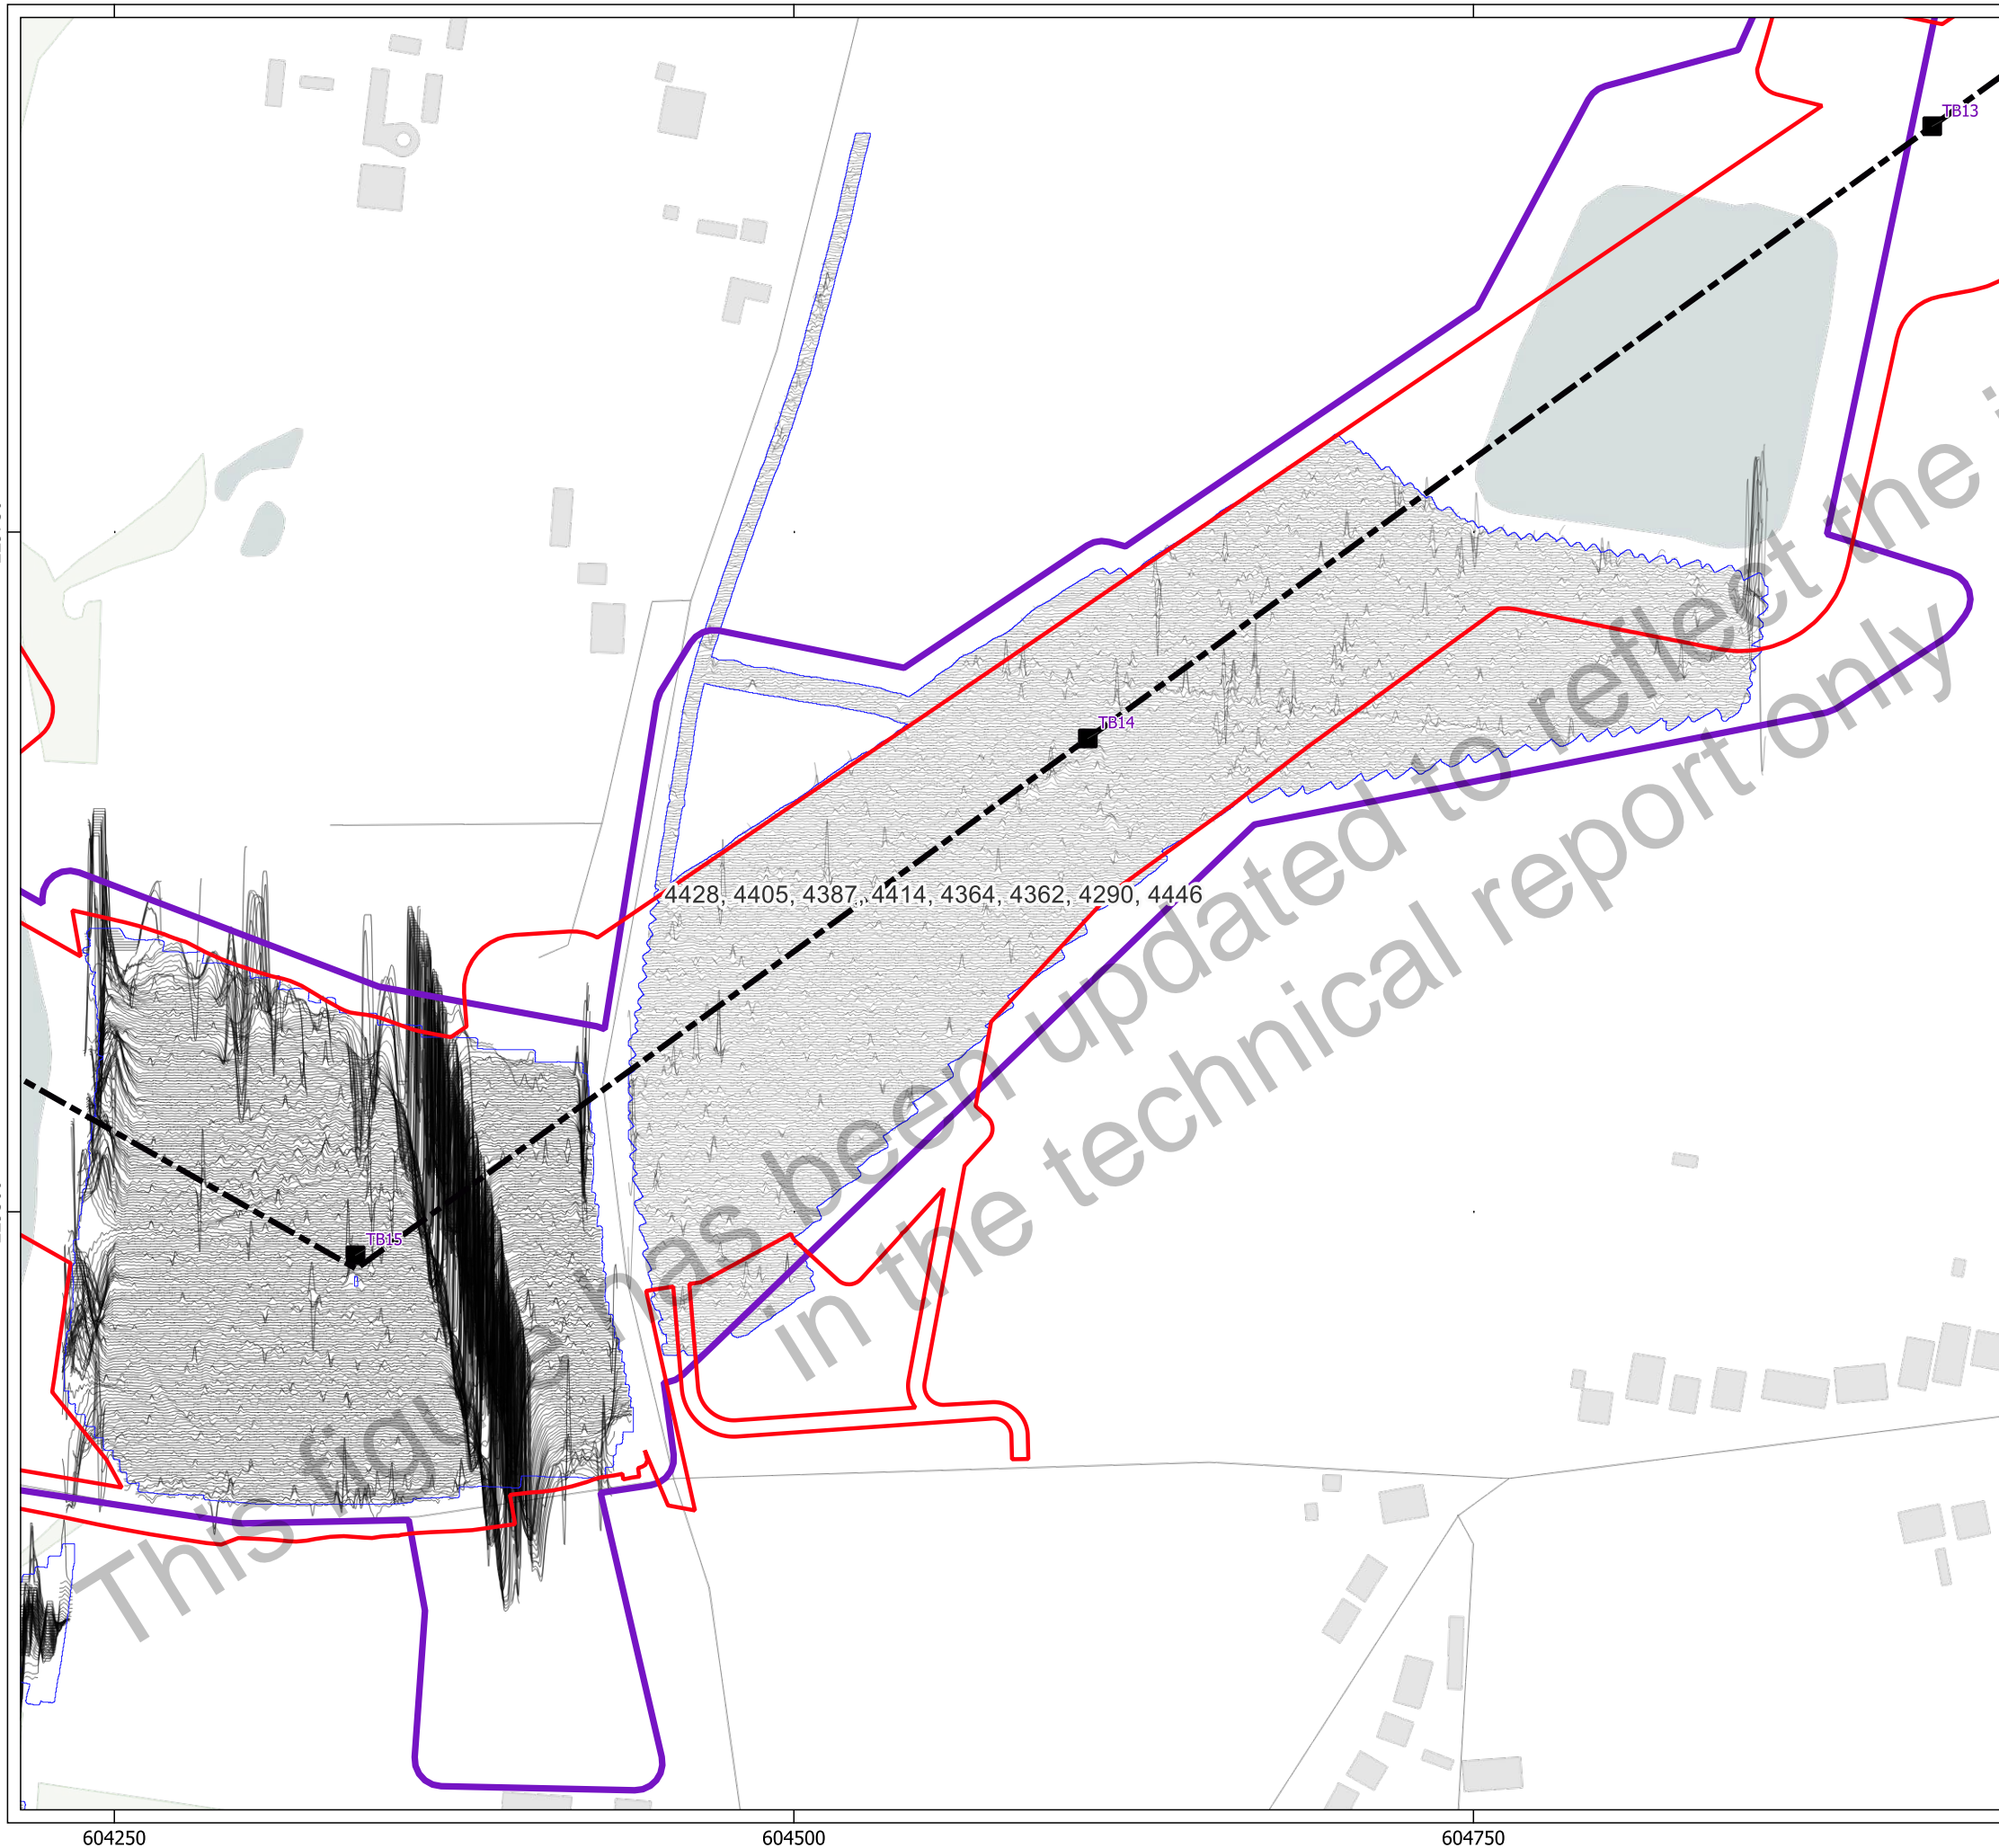 TB13
TB14
4428, 4405, 4387, 4414, 4364, 4362, 4290, 4446
TB15
This figure has been updated to reflect the
in the technical report only
604250
604500
604750